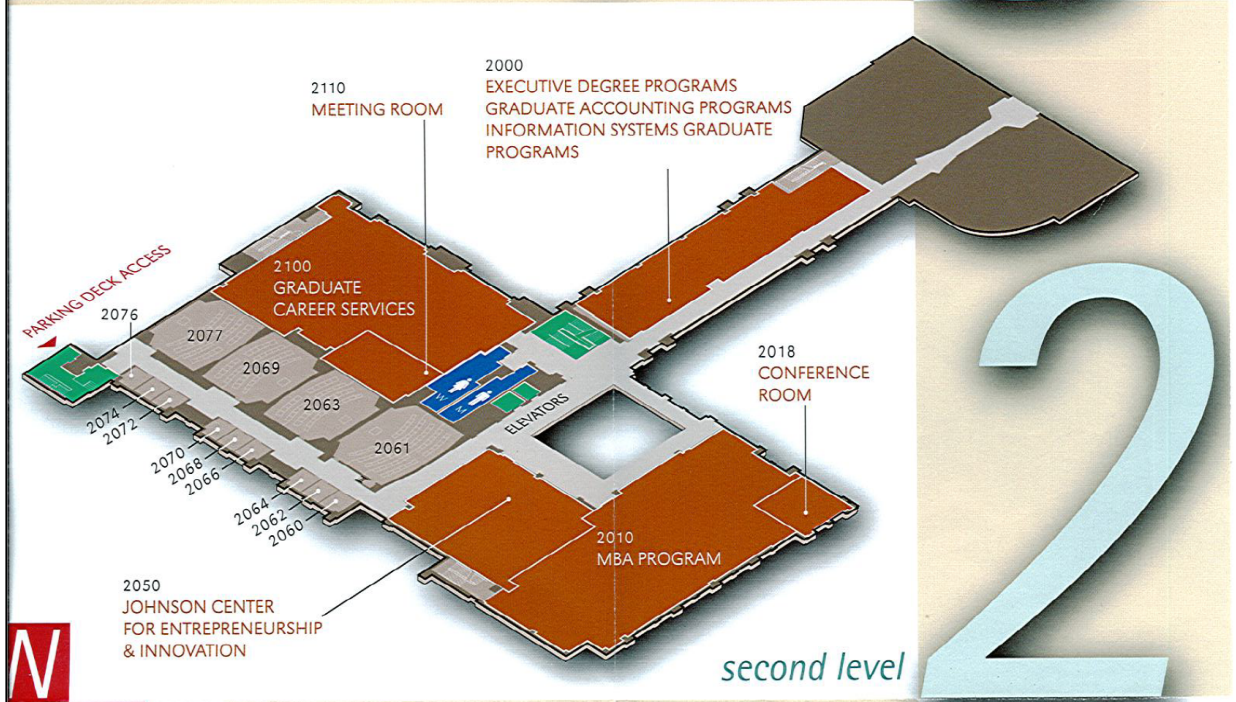 2110
MEETING ROOM
2000
EXECUTIVE DEGREE PROGRAMS
GRADUATE ACCOUNTING PROGRAMS
INFORMATION SYSTEMS GRADUATE
PROGRAMS
PARKING DECK ACCESS
2100
GRADUATE
CAREER SERVICES
2076
2077
2069
2063
2061
W
M
ELEVATORS
2018
CONFERENCE
ROOM
2074
2072
2070
2068
2066
2064
2062
2060
2010
MBA PROGRAM
2050
JOHNSON CENTER
FOR ENTREPRENEURSHIP
& INNOVATION
N
second level
2